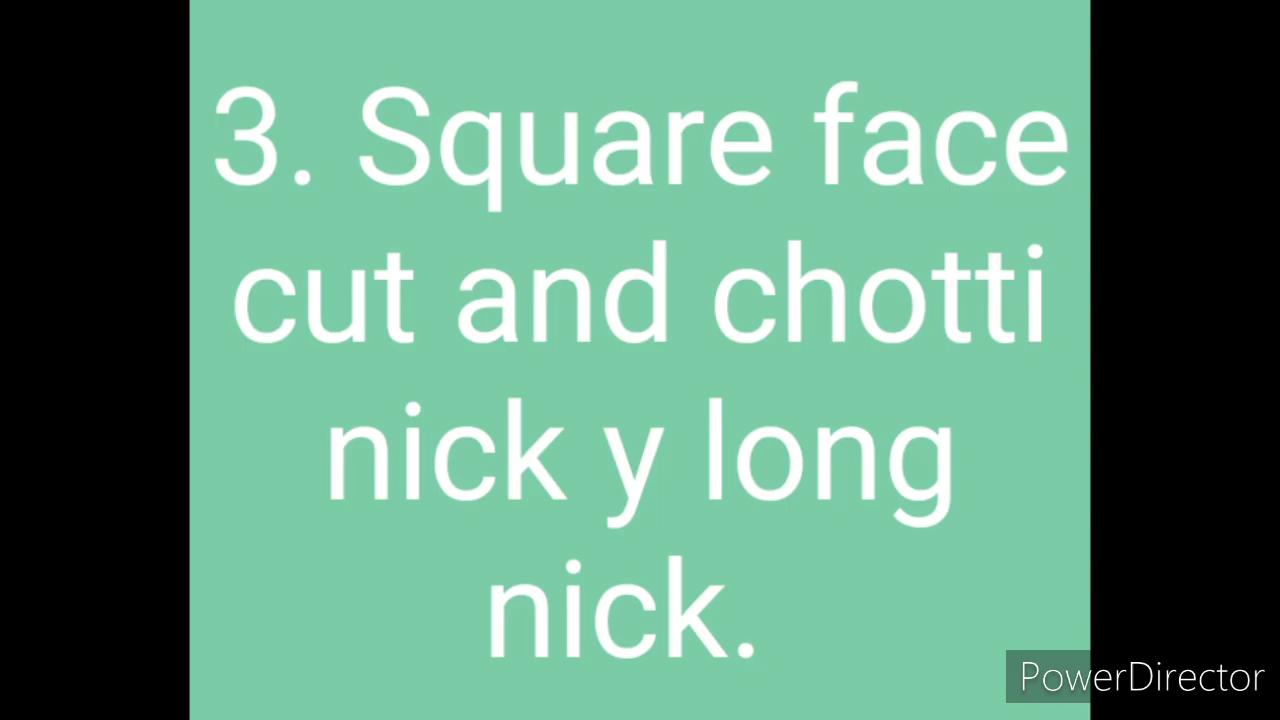 3. Square face
cut and chotti
nick y long
nick.
PowerDirector